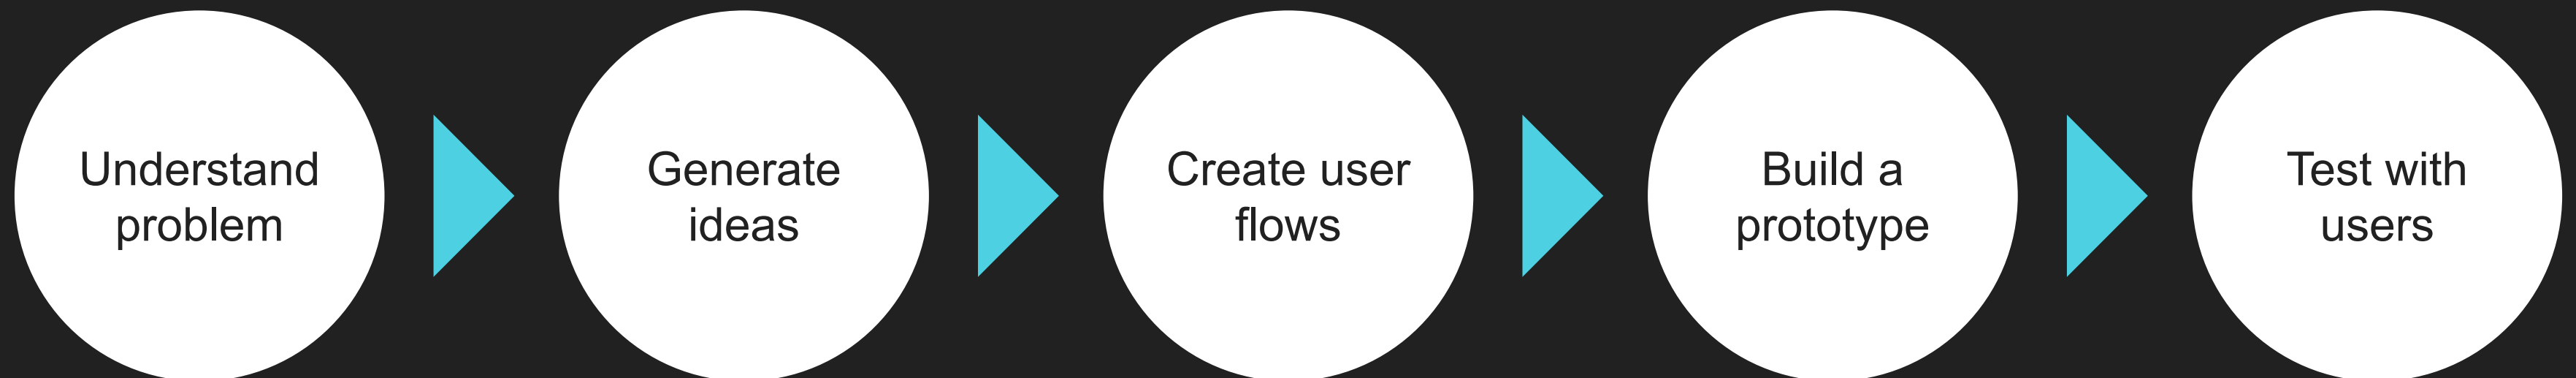 Understand
problem
Generate
ideas
Create user
flows
Build a
prototype
Test with
users